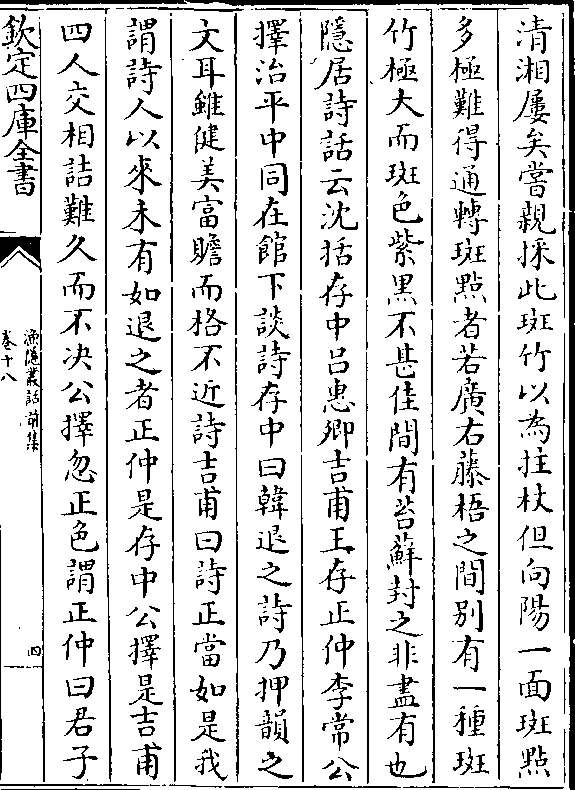 清湘屢矣嘗親採此斑竹以為拄杖但向陽一面斑點
多極難得通轉斑點者若廣右藤梧之間別有一種斑
竹極大而斑色紫黒不甚佳間有苔蘚封之非盡有也
隱居詩話云沈括存中吕惠卿吉甫王存正仲李常公
擇治平中同在館下談詩存中曰韓退之詩乃押韻之
文耳雖健美富贍而格不近詩吉甫曰詩正當如是我
謂詩人以來未有如退之者正仲是存中公擇是吉甫
四人交相詰難久而不决公擇忽正色謂正仲曰君子
欽定四庫全書
漁隱叢話前集
卷十八
四